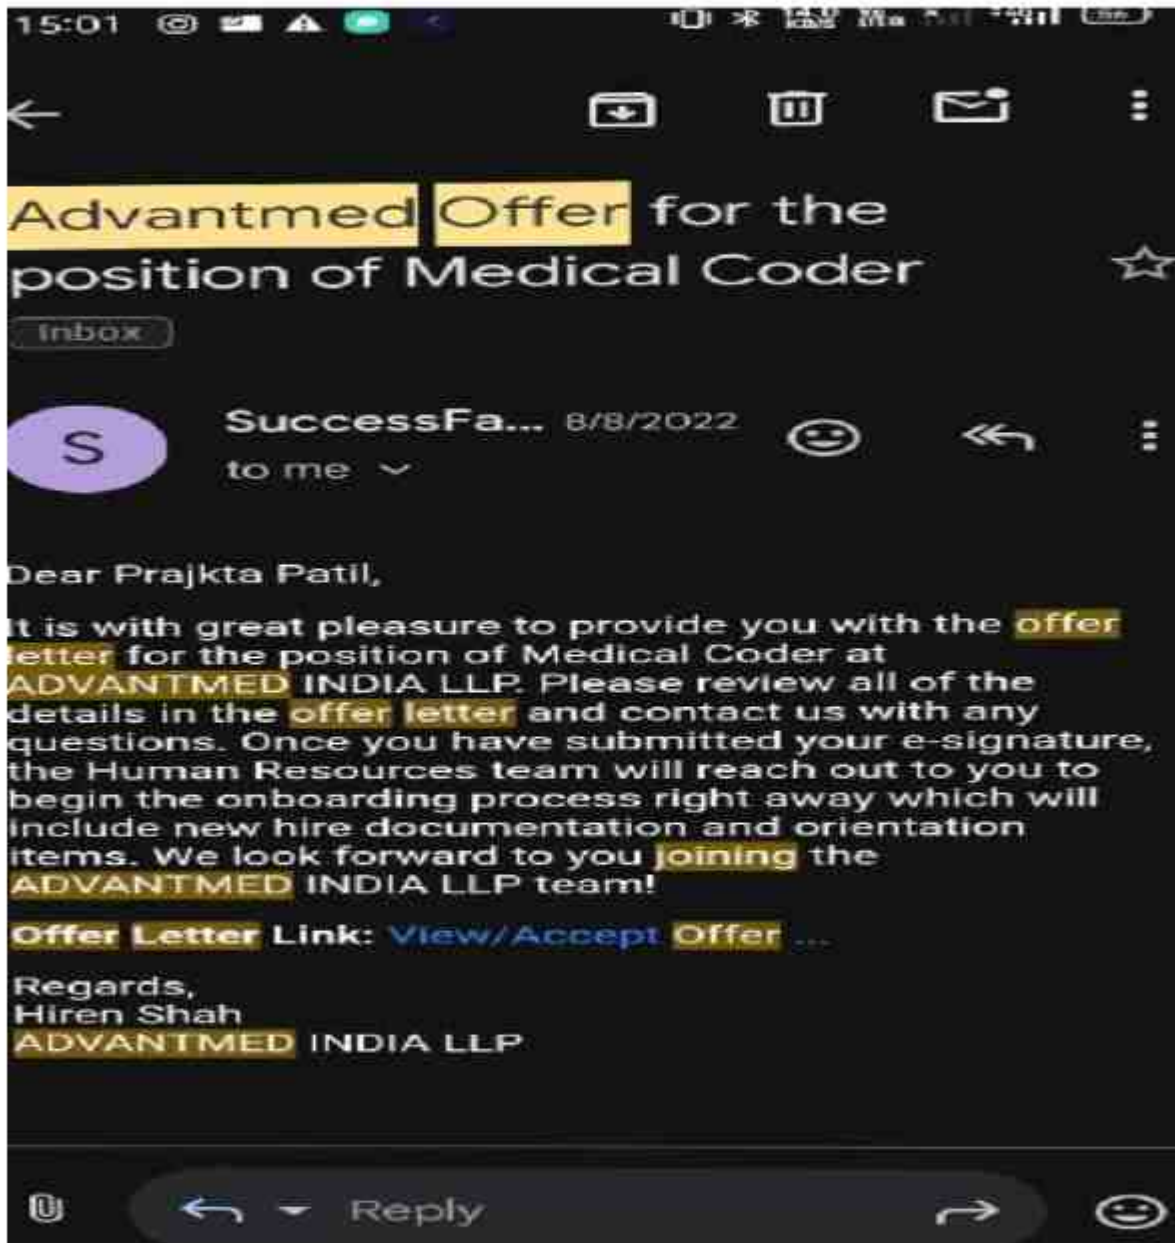 15:01
Advantmed Offer for the
position of Medical Coder
Inbox
S
SuccessFa... 8/8/2022
to me
Dear Prajkta Patil,
It is with great pleasure to provide you with the offer
letter for the position of Medical Coder at
ADVANTMED INDIA LLP. Please review all of the
details in the offer letter and contact us with any
questions. Once you have submitted your e-signature,
the Human Resources team will reach out to you to
begin the onboarding process right away which will
include new hire documentation and orientation
items. We look forward to you joining the
ADVANTMED INDIA LLP team!
Offer Letter Link: View/Accept Offer ...
Regards,
Hiren Shah
ADVANTMED INDIA LLP
Reply